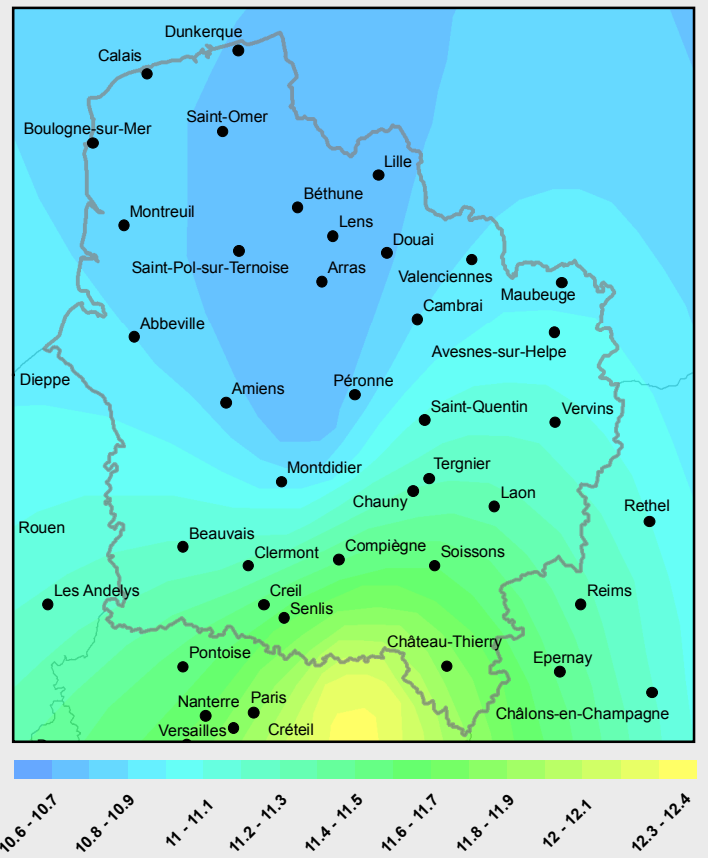 Dunkerque
Calais
Saint-Omer
Boulogne-sur-Mer
Lille
Béthune
Montreuil
Lens
Douai
Saint-Pol-sur-Ternoise
Arras
Valenciennes
Maubeuge
Cambrai
Abbeville
Avesnes-sur-Helpe
Dieppe
Péronne
Amiens
Saint-Quentin
Vervins
Montdidier
Tergnier
Chauny
Laon
Rethel
Rouen
Beauvais
Compiègne
Clermont
Soissons
Les Andelys
Creil
Reims
Senlis
Château-Thierry
Pontoise
Epernay
Nanterre
Paris
Châlons-en-Champagne
Versailles
Créteil
10.6 - 10.7
10.8 - 10.9
11 - 11.1
11.2 - 11.3
11.4 - 11.5
11.6 - 11.7
11.8 - 11.9
12 - 12.1
12.3 - 12.4